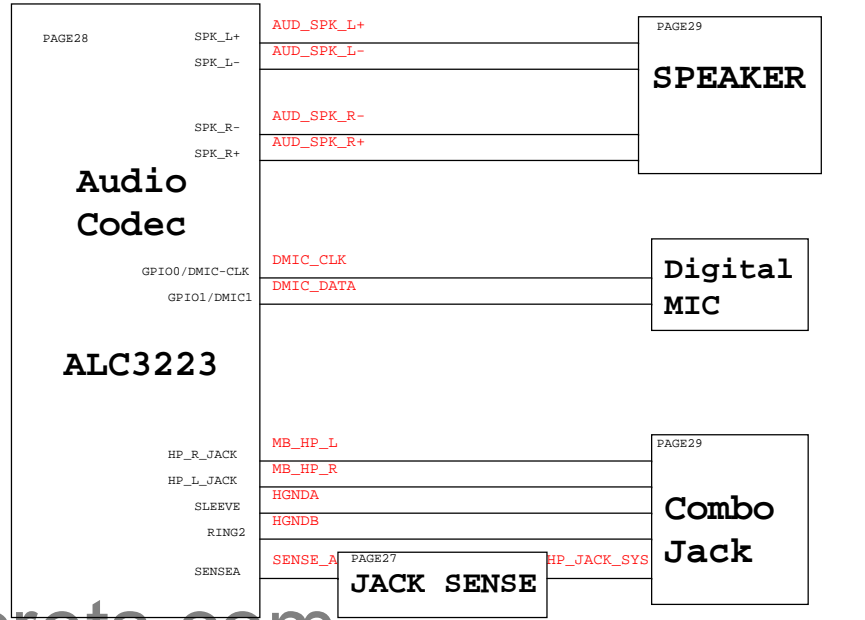 PAGE28
SPK_L+
AUD_SPK_L+
SPK_L-
AUD_SPK_L-
PAGE29
SPEAKER
SPK_R-
AUD_SPK_R-
SPK_R+
AUD_SPK_R+
Audio
Codec
GPIO0/DMIC-CLK
DMIC_CLK
GPIO1/DMIC1
DMIC_DATA
Digital
MIC
ALC3223
HP_R_JACK
MB_HP_L
HP_L_JACK
MB_HP_R
SLEEVE
HGNDA
RING2
HGNDB
PAGE29
Combo
Jack
SENSEA
SENSE_A
PAGE27
JACK SENSE
HP_JACK_SYS